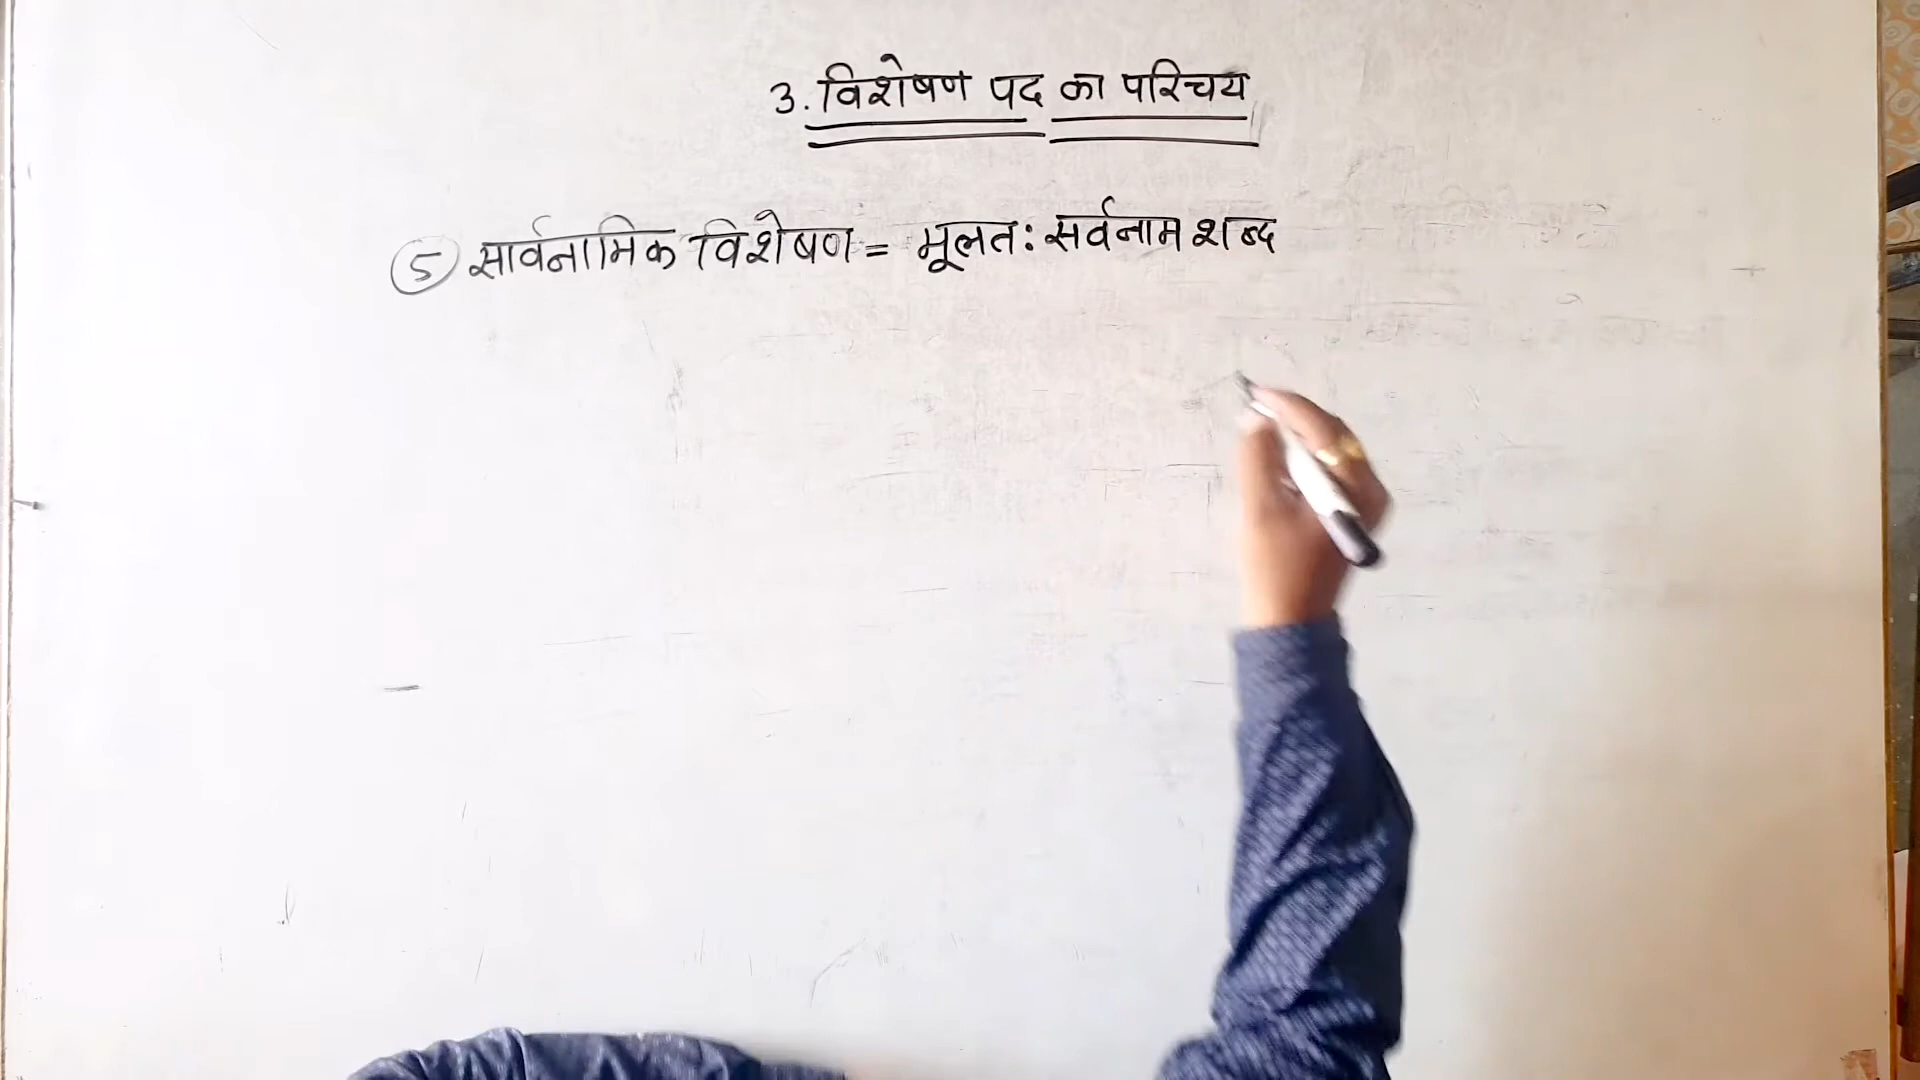 3. विशेषण पद का परिचय
5 सार्वनामिक विशेषण = मूलत: सर्वनाम शब्द